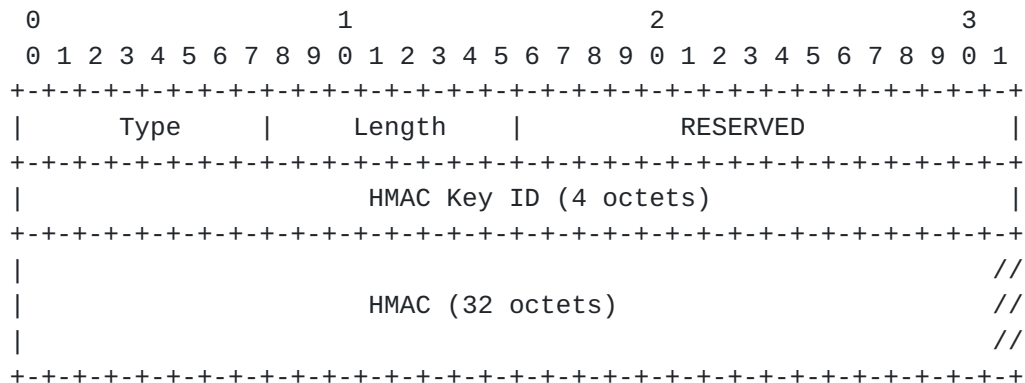 0                   1                   2                   3
 0 1 2 3 4 5 6 7 8 9 0 1 2 3 4 5 6 7 8 9 0 1 2 3 4 5 6 7 8 9 0 1
+-+-+-+-+-+-+-+-+-+-+-+-+-+-+-+-+-+-+-+-+-+-+-+-+-+-+-+-+-+-+-+-+
|      Type     |     Length    |          RESERVED             |
+-+-+-+-+-+-+-+-+-+-+-+-+-+-+-+-+-+-+-+-+-+-+-+-+-+-+-+-+-+-+-+-+
|                      HMAC Key ID (4 octets)                   |
+-+-+-+-+-+-+-+-+-+-+-+-+-+-+-+-+-+-+-+-+-+-+-+-+-+-+-+-+-+-+-+-+
|                                                              //
|                      HMAC (32 octets)                        //
|                                                              //
+-+-+-+-+-+-+-+-+-+-+-+-+-+-+-+-+-+-+-+-+-+-+-+-+-+-+-+-+-+-+-+-+